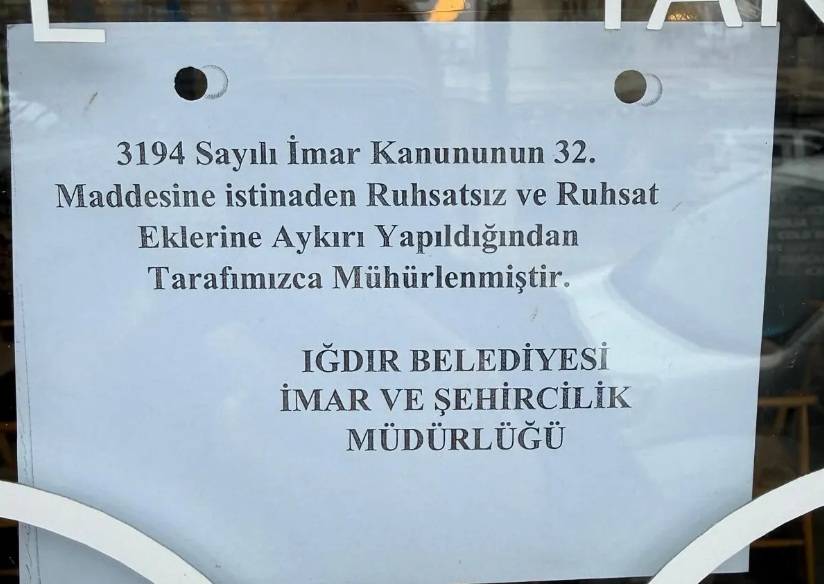 3194 Sayılı İmar Kanununun 32.
Maddesine istinaden Ruhsatsız ve Ruhsat
Eklerine Aykırı Yapıldığından
Tarafımızca Mühürlenmiştir.
IĞDIR BELEDİYESİ
İMAR VE ŞEHİRCİLİK
MÜDÜRLÜĞÜ